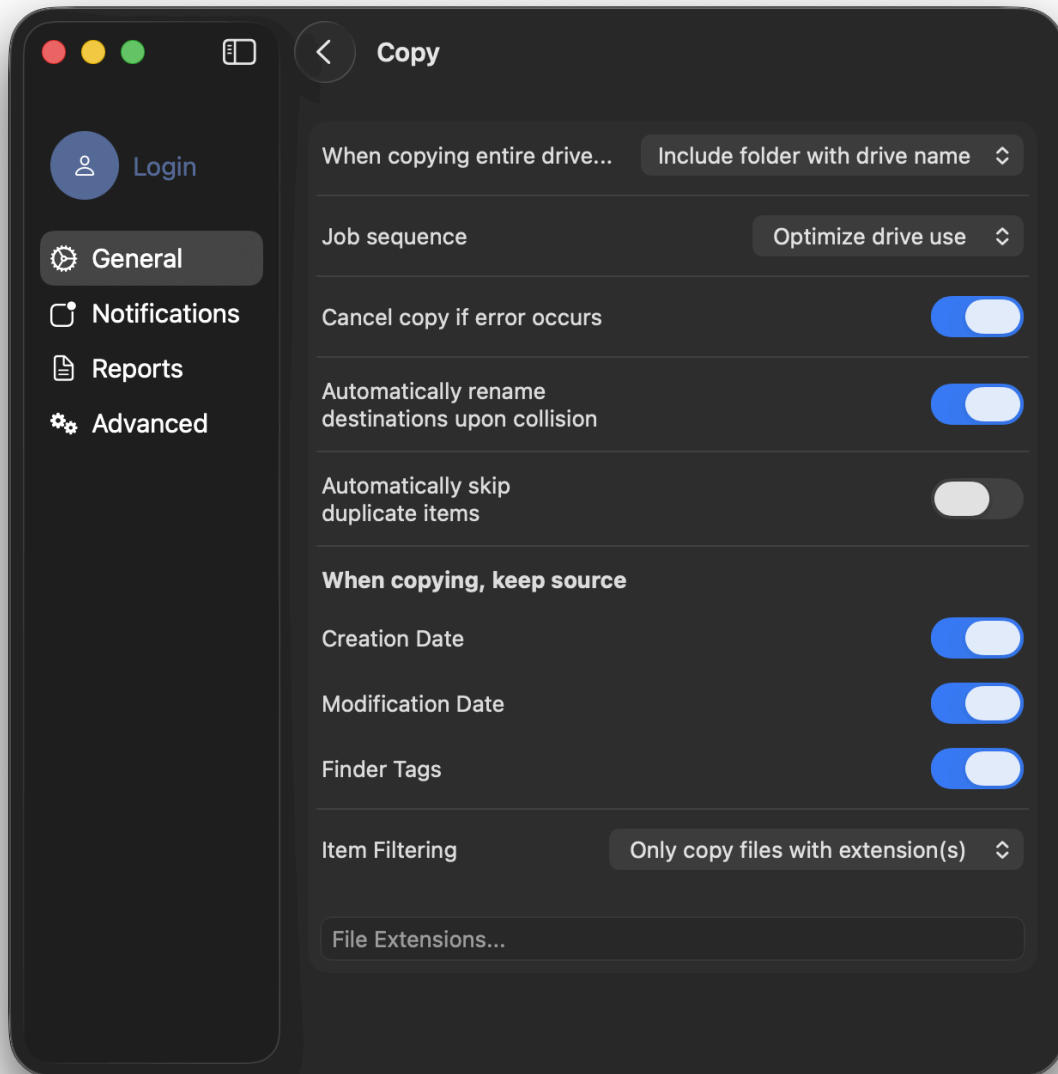 Copy
Login
General
Notifications
Reports
Advanced
When copying entire drive...
Include folder with drive name
Job sequence
Optimize drive use
Cancel copy if error occurs
Automatically rename
destinations upon collision
Automatically skip
duplicate items
When copying, keep source
Creation Date
Modification Date
Finder Tags
Item Filtering
Only copy files with extension(s)
File Extensions...